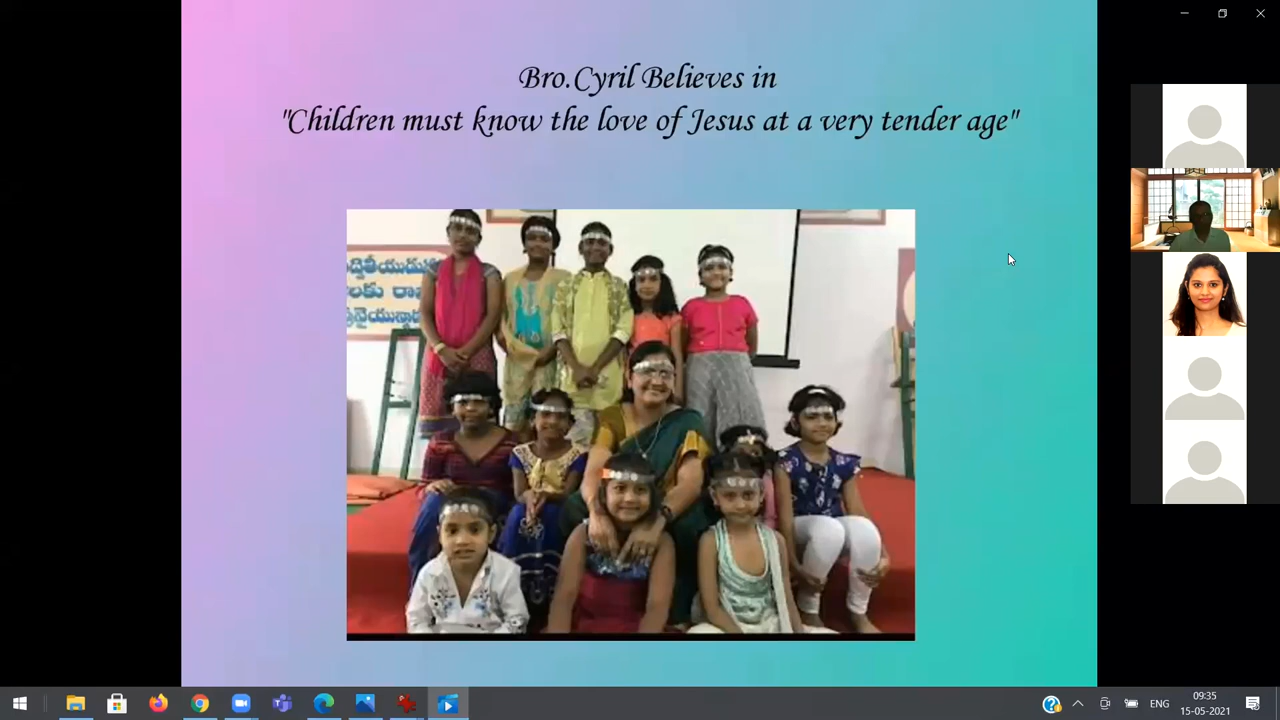 Bro.Cyril Believes in
"Children must know the love of Jesus at a very tender age"
ENG
09:35
15-05-2021